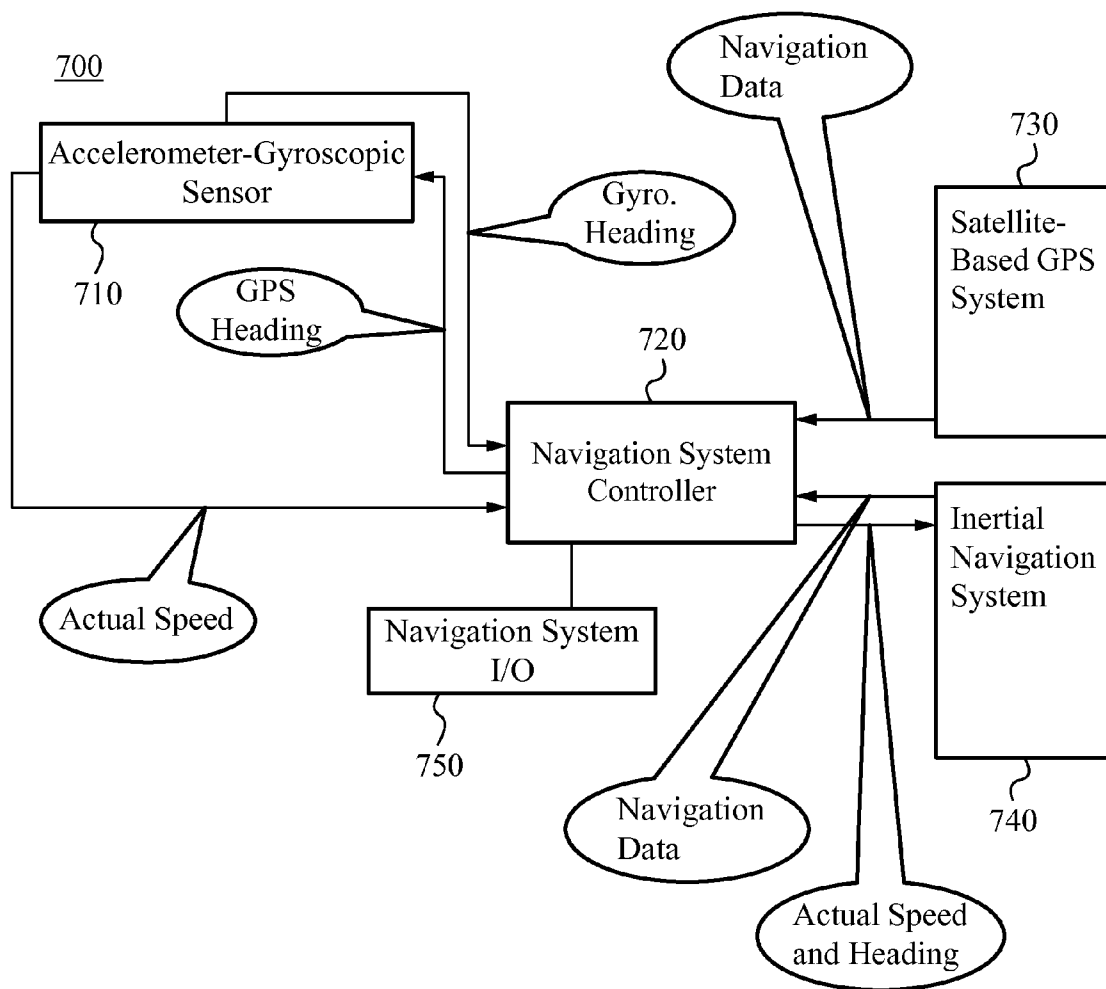 700
Navigation
Data
730
Accelerometer-Gyroscopic
Sensor
710
Gyro.
Heading
GPS
Heading
Satellite-
Based GPS
System
720
Navigation System
Controller
Inertial
Navigation
System
Actual Speed
Navigation System
I/O
750
740
Navigation
Data
Actual Speed
and Heading